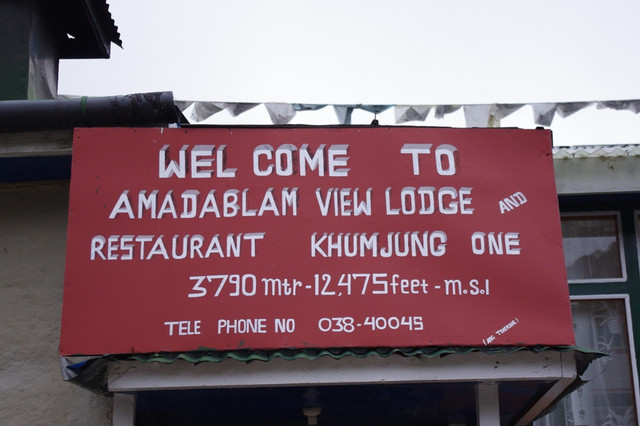 WEL COME TO
AMADABLAM VIEW LODGE AND
RESTAURANT KHUMJUNG ONE
3790 mtr-12,475 feet - m.s.l
TELE PHONE NO 038-40045